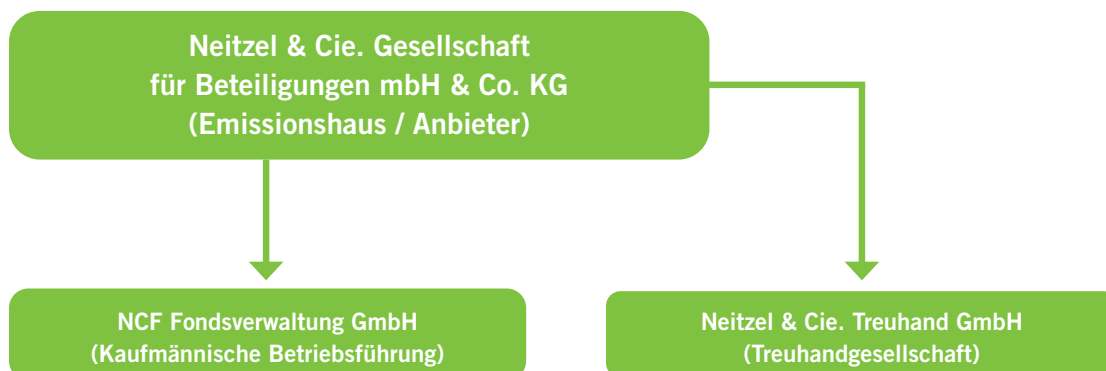 Neitzel & Cie. Gesellschaft
für Beteiligungen mbH & Co. KG
(Emissionshaus / Anbieter)
NCF Fondsverwaltung GmbH
(Kaufmännische Betriebsführung)
Neitzel & Cie. Treuhand GmbH
(Treuhandgesellschaft)